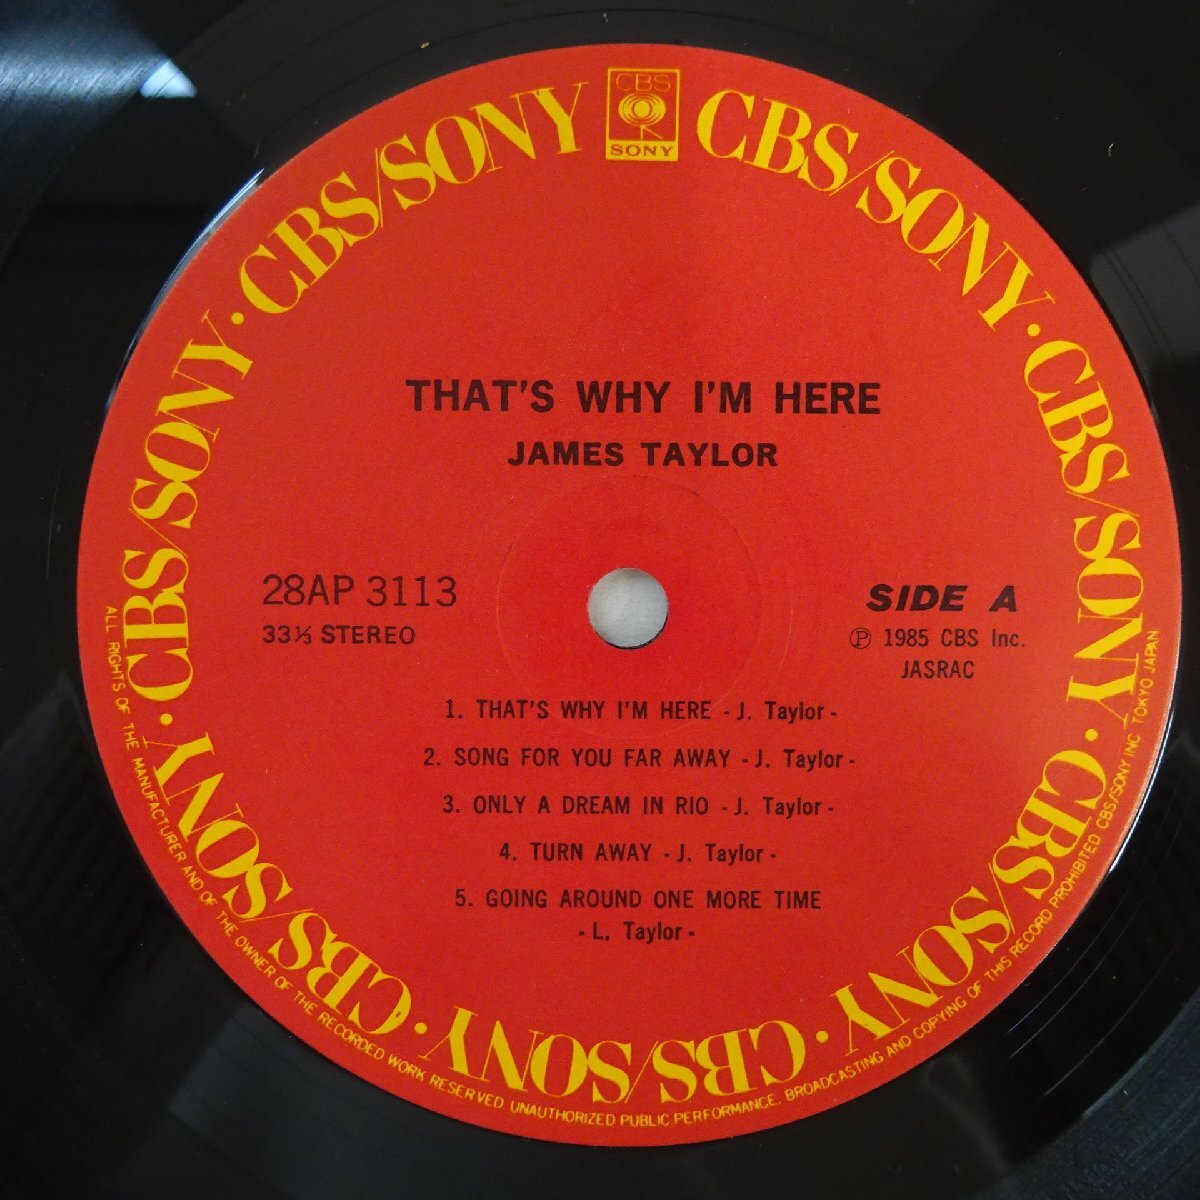 CBS
SONY
CBS/SONY · CBS/SONY · CBS/SONY · CBS/SONY · CBS/SONY · CBS/SONY · CBS/SONY · CBS/SONY
THAT'S WHY I'M HERE
JAMES TAYLOR
28AP 3113
33⅓ STEREO
SIDE A
Ⓟ 1985 CBS Inc.
JASRAC
1. THAT'S WHY I'M HERE - J. Taylor -
2. SONG FOR YOU FAR AWAY - J. Taylor -
3. ONLY A DREAM IN RIO - J. Taylor -
4. TURN AWAY - J. Taylor -
5. GOING AROUND ONE MORE TIME
- L. Taylor -
ALL RIGHTS OF THE MANUFACTURER AND OF THE OWNER OF THE RECORDED WORK RESERVED UNAUTHORIZED PUBLIC PERFORMANCE, BROADCASTING AND COPYING OF THIS RECORD PROHIBITED CBS/SONY INC TOKYO JAPAN